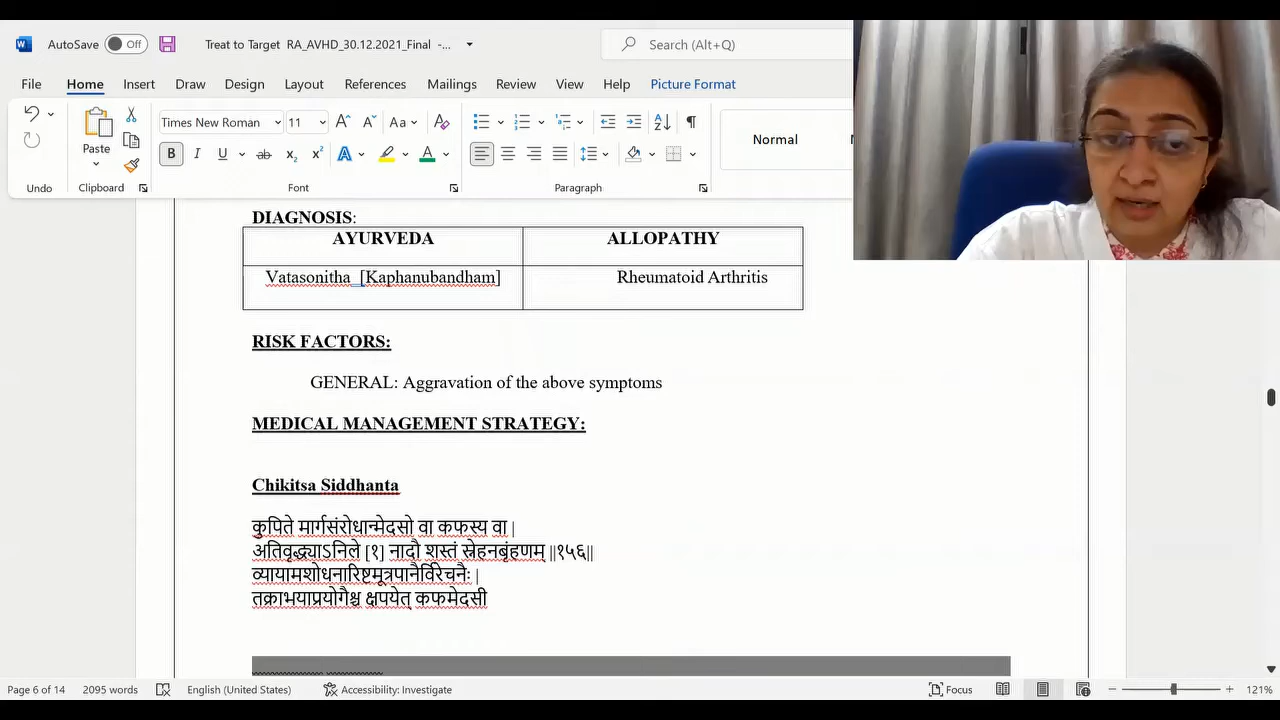 AutoSave Off Treat to Target RA_AVHD_30.12.2021_Final -... Search (Alt+Q)
File Home Insert Draw Design Layout References Mailings Review View Help Picture Format
Times New Roman 11 Aa
Paste
B I U ab x₂ x² A A
Normal
Undo Clipboard Font Paragraph
DIAGNOSIS:
AYURVEDA ALLOPATHY
Vatasonitha [Kaphanubandham] Rheumatoid Arthritis
RISK FACTORS:
GENERAL: Aggravation of the above symptoms
MEDICAL MANAGEMENT STRATEGY:
Chikitsa Siddhanta
कुपिते मार्गसंरोधान्मेदसो वा कफस्य वा |
अतिवृद्ध्याऽनिले [१] नादौ शस्तं स्नेहनबृंहणम् ||१५६||
व्यायामशोधनारिष्टमूत्रपानैर्विरेचनैः |
तक्राभयाप्रयोगैश्च क्षपयेत् कफमेदसी
Page 6 of 14 2095 words English (United States) Accessibility: Investigate Focus 121%